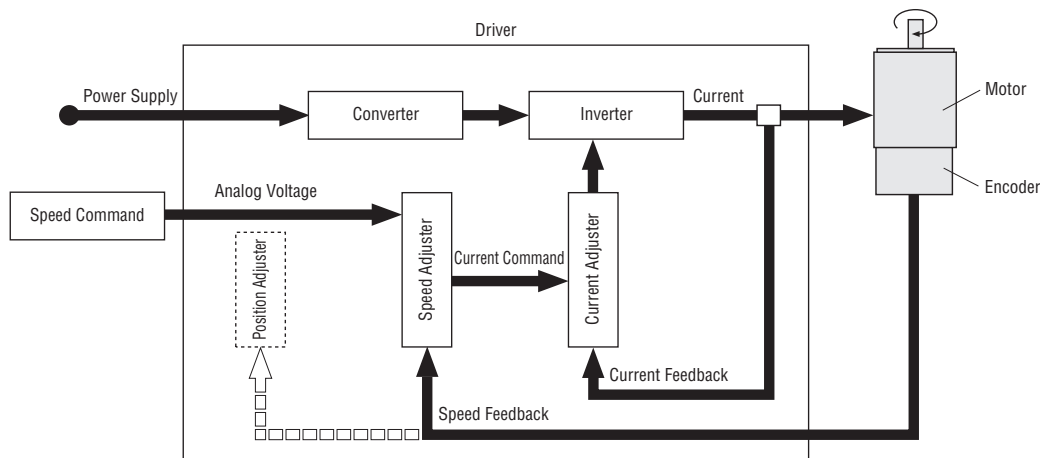 Driver
Power Supply
Converter
Inverter
Current
Motor
Encoder
Speed Command
Analog Voltage
Position Adjuster
Speed Adjuster
Current Command
Current Adjuster
Current Feedback
Speed Feedback